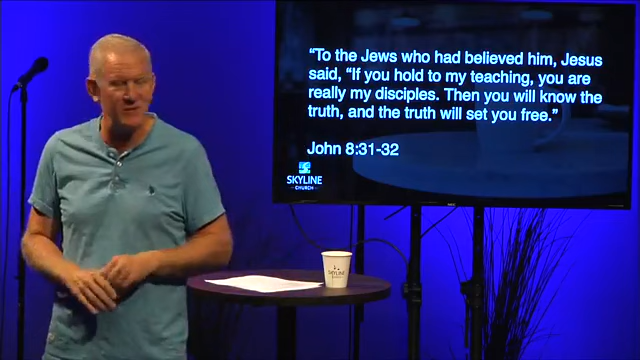 “To the Jews who had believed him, Jesus
said, “If you hold to my teaching, you are
really my disciples. Then you will know the
truth, and the truth will set you free.”
John 8:31-32
SKYLINE
CHURCH
NEC
SKYLINE